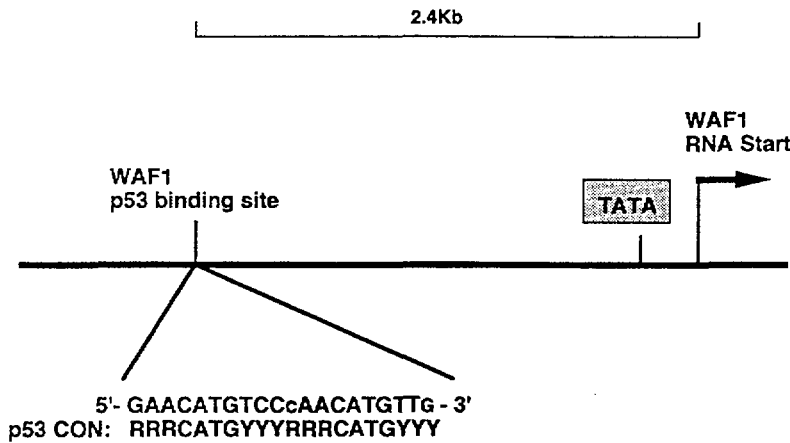 2.4Kb
WAF1
RNA Start
WAF1
p53 binding site
TATA
5'- GAACATGTCCcAACATGTTG - 3'
p53 CON: RRRCATGYYYRRRCATGYYY